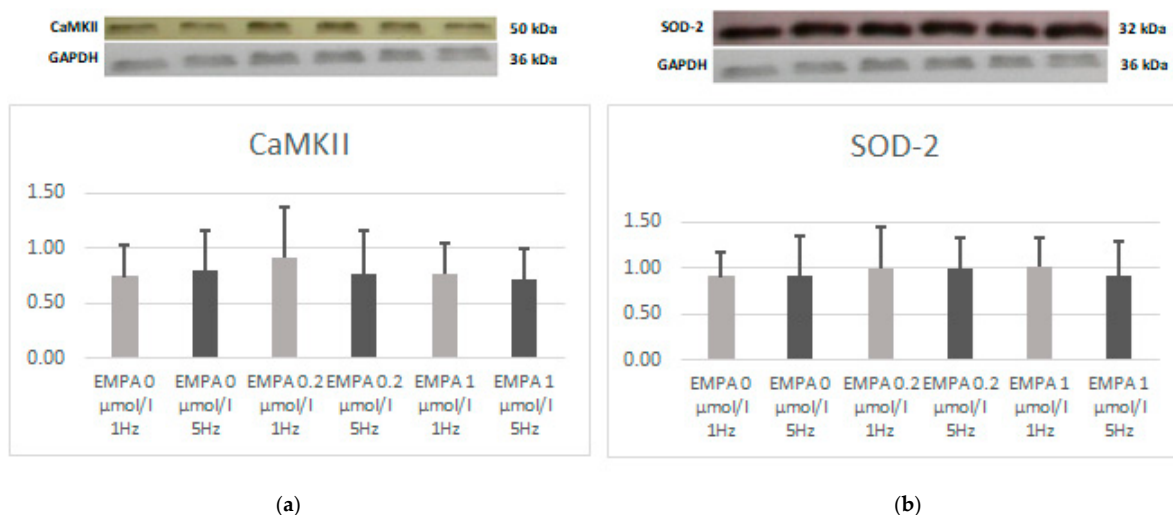 CaMKII 50 kDa
GAPDH 36 kDa
CaMKII
1.50
1.00
0.50
0.00
EMPA 0 EMPA 0 EMPA 0.2 EMPA 0.2 EMPA 1 EMPA 1
µmol/l µmol/l µmol/l µmol/l µmol/l µmol/l
1Hz 5Hz 1Hz 5Hz 1Hz 5Hz
(a)
SOD-2 32 kDa
GAPDH 36 kDa
SOD-2
1.50
1.00
0.50
0.00
EMPA 0 EMPA 0 EMPA 0.2 EMPA 0.2 EMPA 1 EMPA 1
µmol/l µmol/l µmol/l µmol/l µmol/l µmol/l
1Hz 5Hz 1Hz 5Hz 1Hz 5Hz
(b)